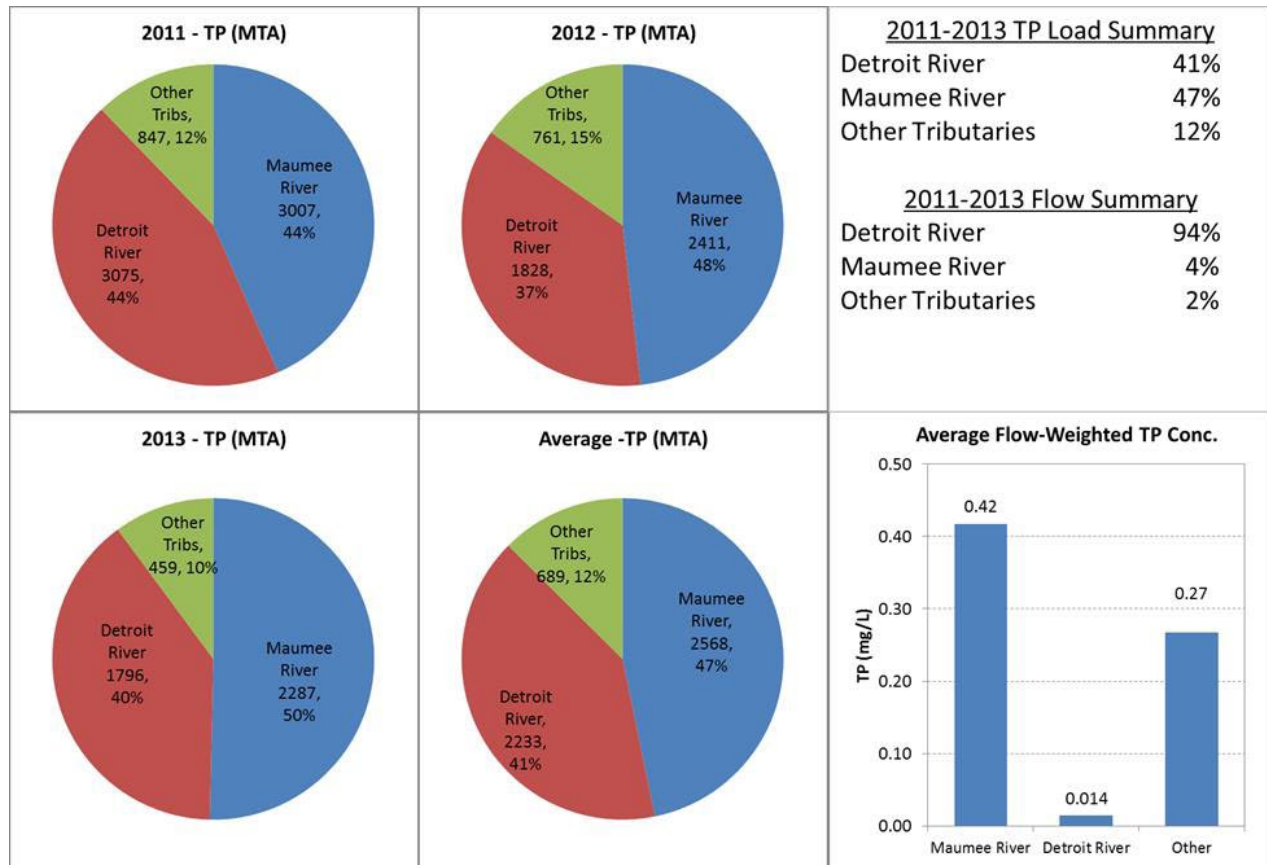 2011 - TP (MTA)
Other
Tribs,
847, 12%
Maumee
River
3007,
44%
Detroit
River
3075,
44%
2012 - TP (MTA)
Other
Tribs,
761, 15%
Maumee
River
2411,
48%
Detroit
River
1828,
37%
2011-2013 TP Load Summary
Detroit River 41%
Maumee River 47%
Other Tributaries 12%
2011-2013 Flow Summary
Detroit River 94%
Maumee River 4%
Other Tributaries 2%
2013 - TP (MTA)
Other
Tribs,
459, 10%
Detroit
River
1796,
40%
Maumee
River
2287,
50%
Average -TP (MTA)
Other
Tribs,
689, 12%
Maumee
River,
2568,
47%
Detroit
River,
2233,
41%
Average Flow-Weighted TP Conc.
TP (mg/L)
0.50
0.40
0.30
0.20
0.10
0.00
0.42
0.014
0.27
Maumee River Detroit River Other